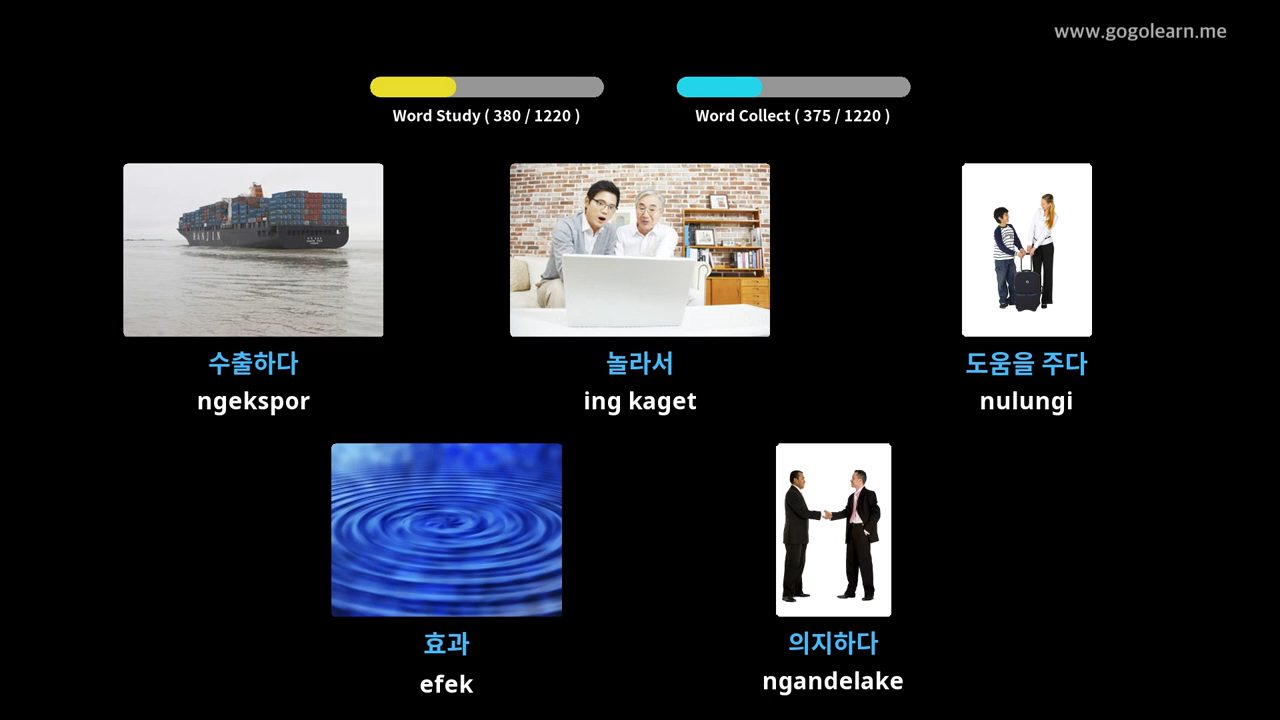 www.gogolearn.me
Word Study ( 380 / 1220 )
Word Collect ( 375 / 1220 )
HANJIN
수출하다
놀라서
도움을 주다
ngekspor
ing kaget
nulungi
효과
의지하다
efek
ngandelake